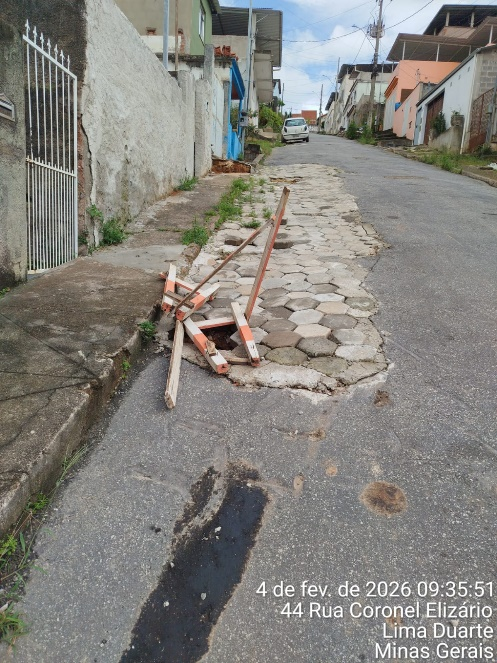 4 de fev. de 2026 09:35:51
44 Rua Coronel Elizário
Lima Duarte
Minas Gerais